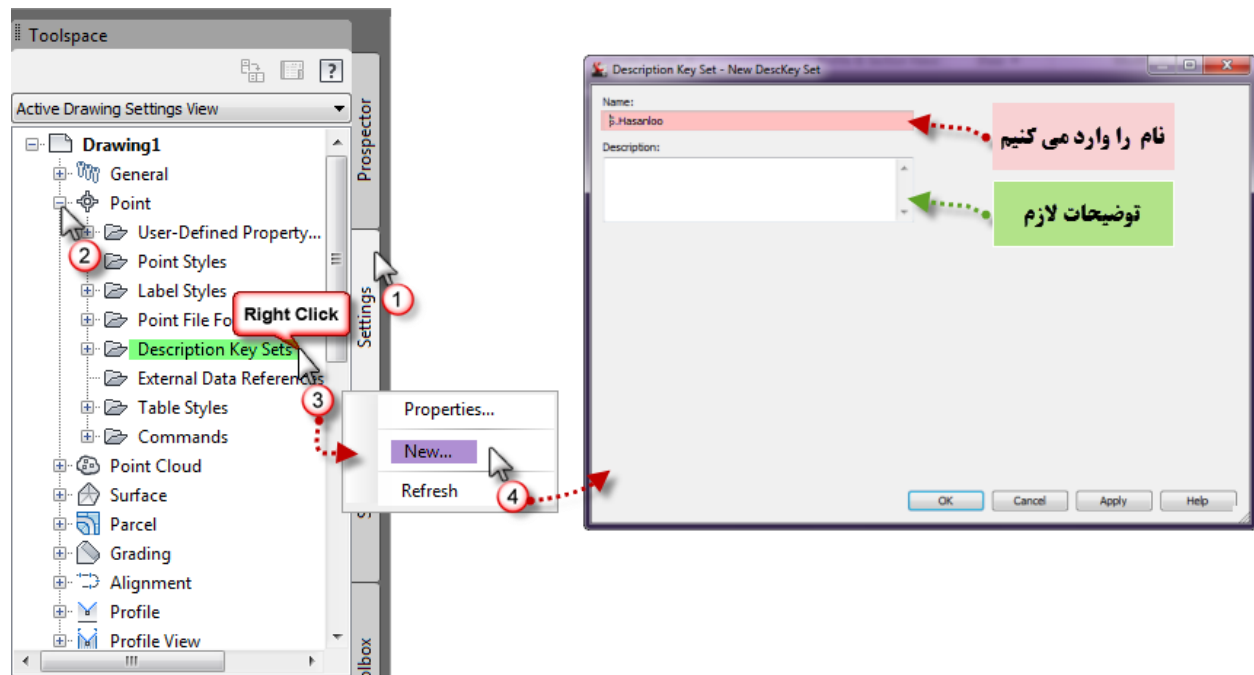 Toolspace
Active Drawing Settings View
Drawing1
General
Point
User-Defined Property...
Point Styles
Label Styles
Point File Fo
Description Key Sets
External Data References
Table Styles
Commands
Point Cloud
Surface
Parcel
Grading
Alignment
Profile
Profile View
Prospector
Settings
olbox
1
2
Right Click
3
Properties...
New...
Refresh
4
Description Key Set - New DescKey Set
Name:
.Hasanloo
Description:
نام را وارد می کنیم
توضیحات لازم
OK
Cancel
Apply
Help